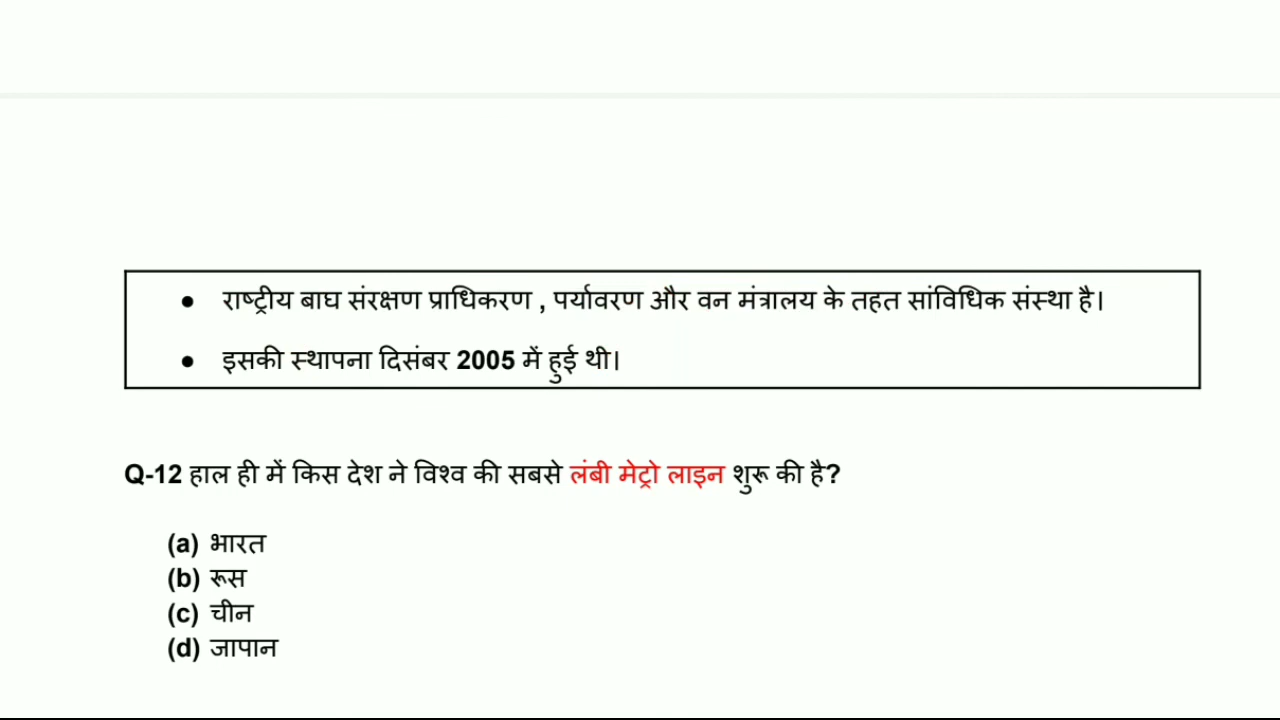 ● राष्ट्रीय बाघ संरक्षण प्राधिकरण , पर्यावरण और वन मंत्रालय के तहत सांविधिक संस्था है।
● इसकी स्थापना दिसंबर 2005 में हुई थी।
Q-12 हाल ही में किस देश ने विश्व की सबसे लंबी मेट्रो लाइन शुरू की है?
(a) भारत
(b) रूस
(c) चीन
(d) जापान